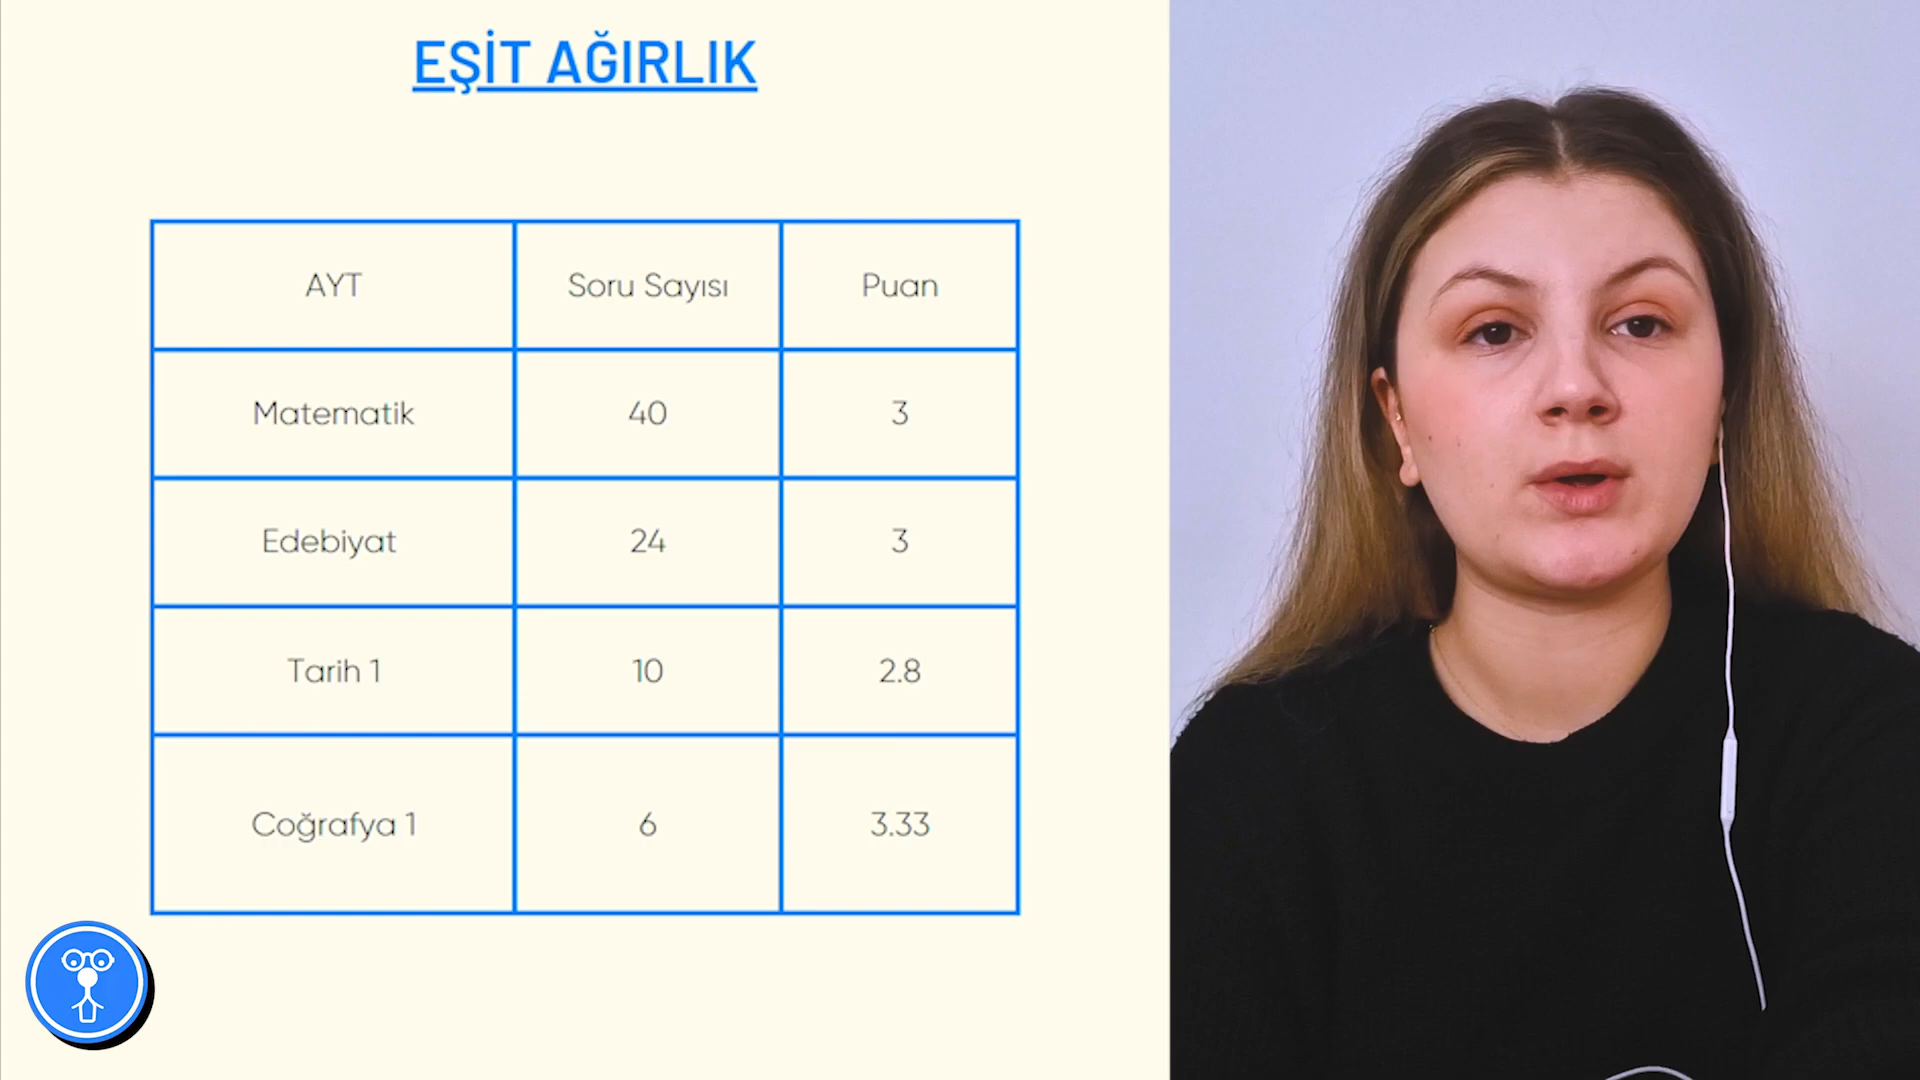 EŞİT AĞIRLIK
AYT Soru Sayısı Puan
Matematik 40 3
Edebiyat 24 3
Tarih 1 10 2.8
Coğrafya 1 6 3.33